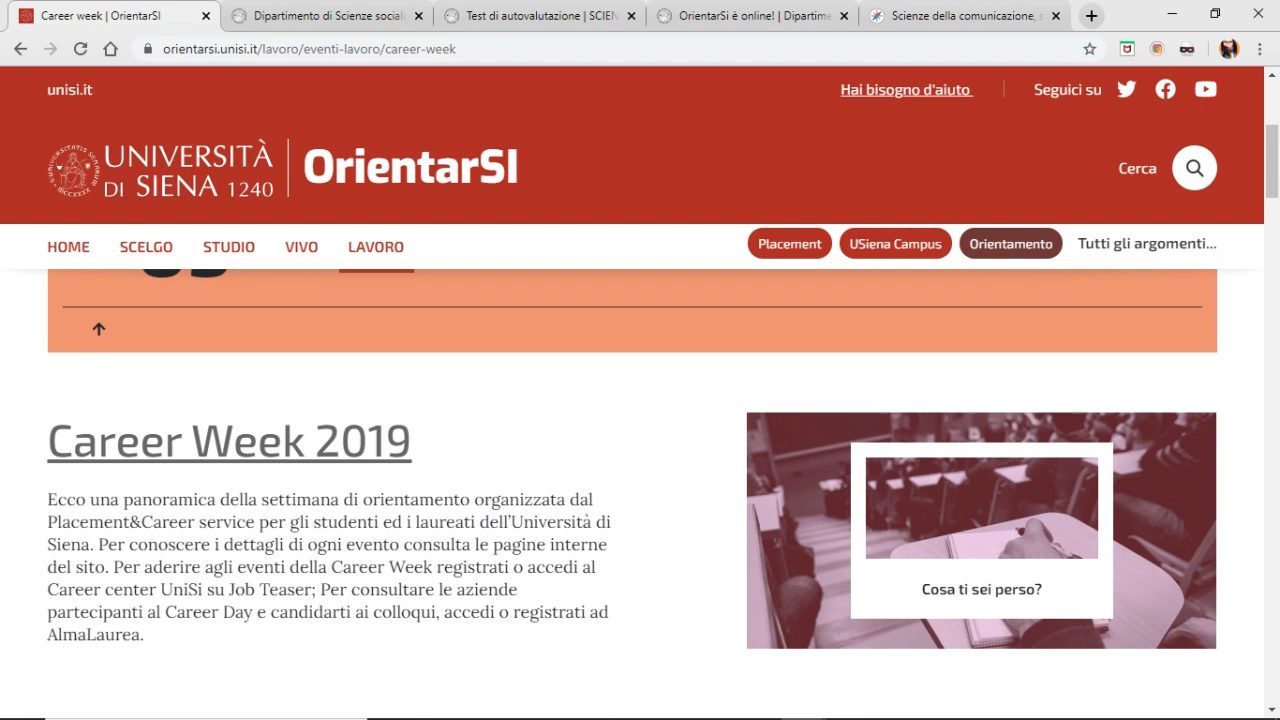 Career week | OrientarSI
Dipartimento di Scienze social
Test di autovalutazione | SCIEN
OrientarSi è online! | Dipartime
Scienze della comunicazione, s
orientarsi.unisi.it/lavoro/eventi-lavoro/career-week
unisi.it
Hai bisogno d'aiuto
Seguici su
UNIVERSITÀ
DI SIENA 1240
OrientarSI
Cerca
HOME
SCELGO
STUDIO
VIVO
LAVORO
Placement
USiena Campus
Orientamento
Tutti gli argomenti...
Career Week 2019
Ecco una panoramica della settimana di orientamento organizzata dal
Placement&Career service per gli studenti ed i laureati dell'Università di
Siena. Per conoscere i dettagli di ogni evento consulta le pagine interne
del sito. Per aderire agli eventi della Career Week registrati o accedi al
Career center UniSi su Job Teaser; Per consultare le aziende
partecipanti al Career Day e candidarti ai colloqui, accedi o registrati ad
AlmaLaurea.
Cosa ti sei perso?